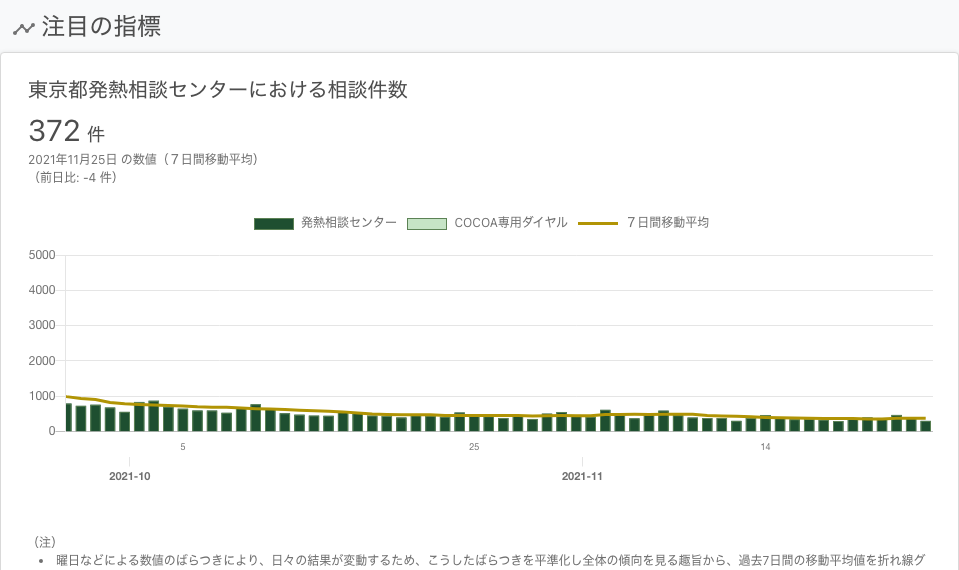 注目の指標
東京都発熱相談センターにおける相談件数
372 件
2021年11月25日 の数値（７日間移動平均）
（前日比: -4 件）
発熱相談センター COCOA専用ダイヤル ７日間移動平均
5000
4000
3000
2000
1000
0
5 25 14
2021-10 2021-11
（注）
• 曜日などによる数値のばらつきにより、日々の結果が変動するため、こうしたばらつきを平準化し全体の傾向を見る趣旨から、過去7日間の移動平均値を折れ線グ